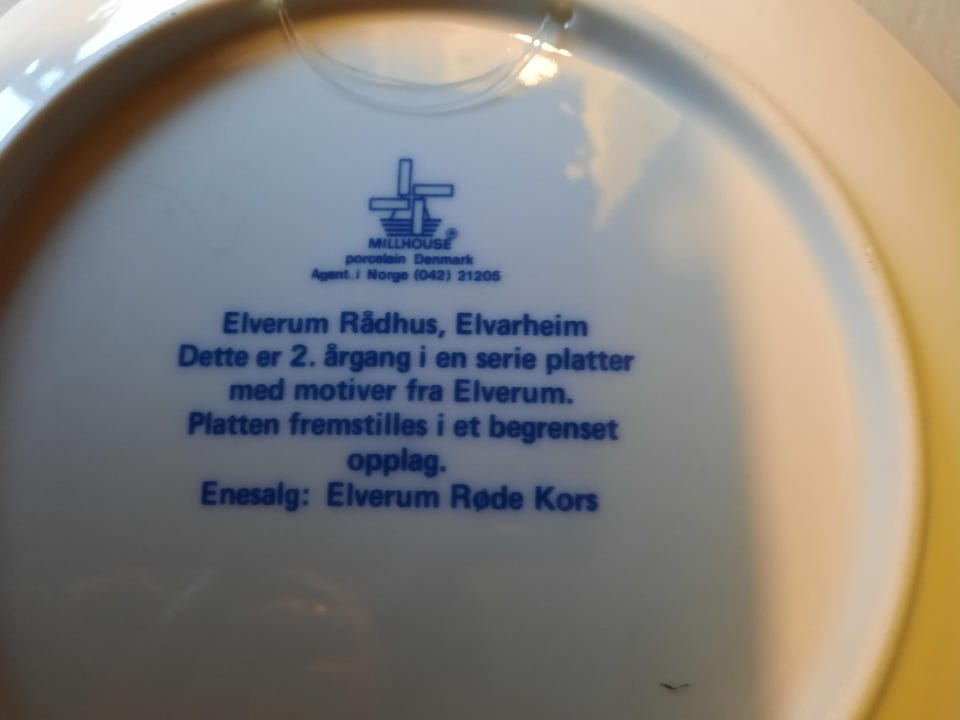 MILLHOUSE
porcelain Denmark
Agent i Norge (042) 21205
Elverum Rådhus, Elvarheim
Dette er 2. årgang i en serie platter
med motiver fra Elverum.
Platten fremstilles i et begrenset
opplag.
Enesalg: Elverum Røde Kors